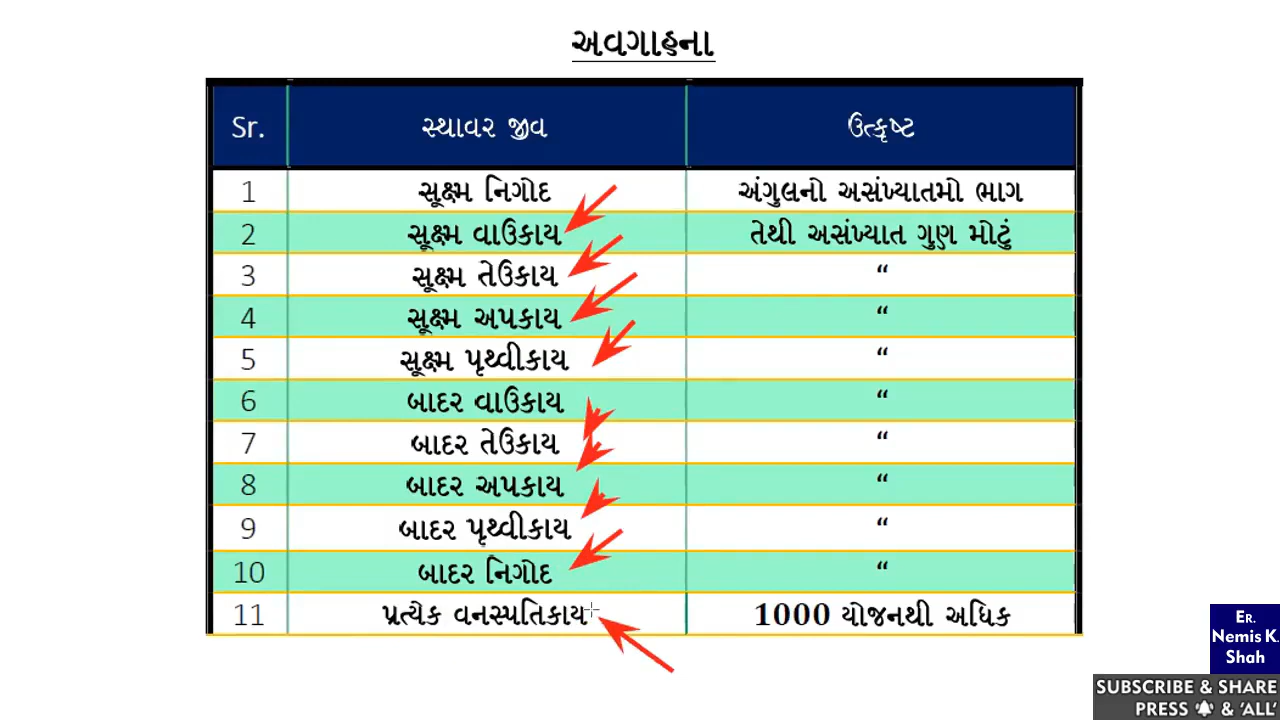 અવગાહના
Sr. સ્થાવર જીવ ઉત્કૃષ્ટ
1 સૂક્ષ્મ નિગોદ અંગુલનો અસંખ્યાતમો ભાગ
2 સૂક્ષ્મ વાઉકાય તેથી અસંખ્યાત ગુણ મોટું
3 સૂક્ષ્મ તેઉકાય “
4 સૂક્ષ્મ અપકાય “
5 સૂક્ષ્મ પૃથ્વીકાય “
6 બાદર વાઉકાય “
7 બાદર તેઉકાય “
8 બાદર અપકાય “
9 બાદર પૃથ્વીકાય “
10 બાદર નિગોદ “
11 પ્રત્યેક વનસ્પતિકાય 1000 યોજનથી અધિક
ER.
Nemis K.
Shah
SUBSCRIBE & SHARE
PRESS & ‘ALL’